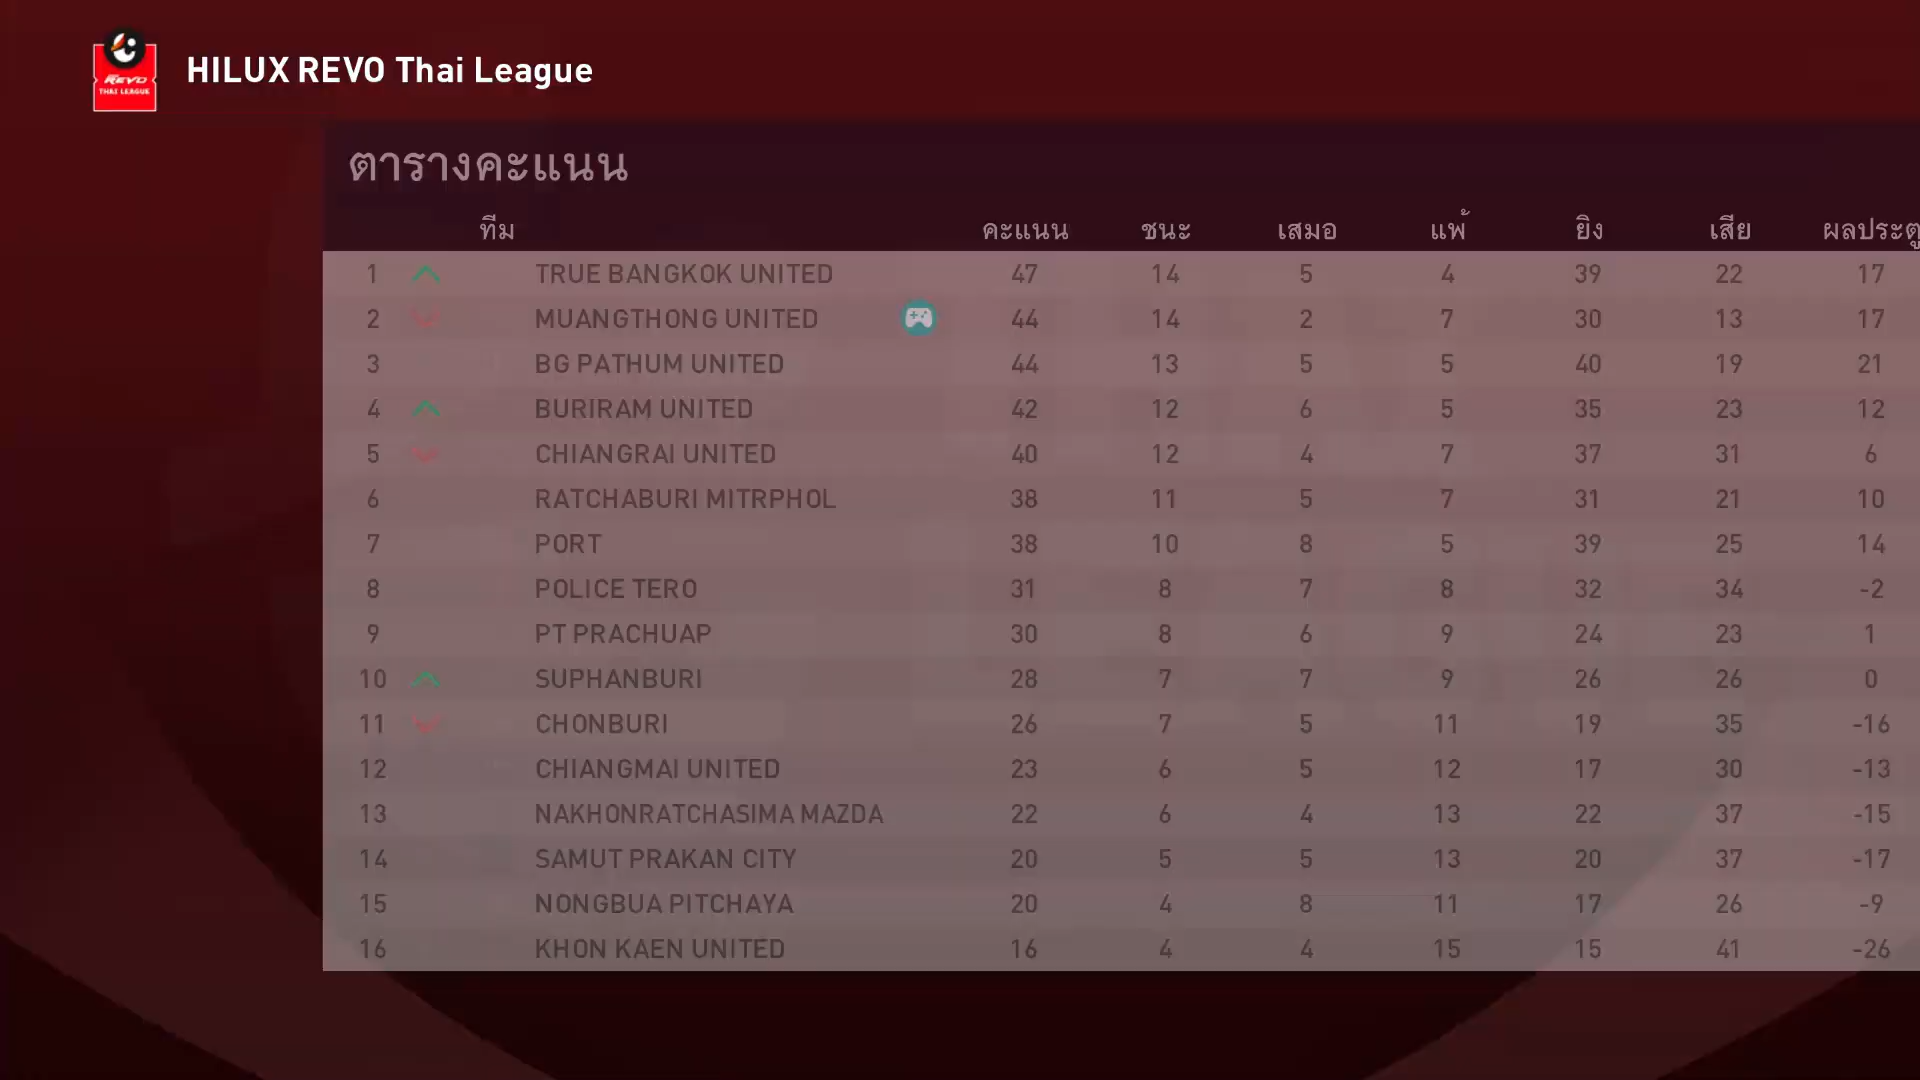 REVO
THAI LEAGUE
HILUX REVO Thai League
ตารางคะแนน
ทีม คะแนน ชนะ เสมอ แพ้ ยิง เสีย ผลประตู
1 TRUE BANGKOK UNITED 47 14 5 4 39 22 17
2 MUANGTHONG UNITED 44 14 2 7 30 13 17
3 BG PATHUM UNITED 44 13 5 5 40 19 21
4 BURIRAM UNITED 42 12 6 5 35 23 12
5 CHIANGRAI UNITED 40 12 4 7 37 31 6
6 RATCHABURI MITRPHOL 38 11 5 7 31 21 10
7 PORT 38 10 8 5 39 25 14
8 POLICE TERO 31 8 7 8 32 34 -2
9 PT PRACHUAP 30 8 6 9 24 23 1
10 SUPHANBURI 28 7 7 9 26 26 0
11 CHONBURI 26 7 5 11 19 35 -16
12 CHIANGMAI UNITED 23 6 5 12 17 30 -13
13 NAKHONRATCHASIMA MAZDA 22 6 4 13 22 37 -15
14 SAMUT PRAKAN CITY 20 5 5 13 20 37 -17
15 NONGBUA PITCHAYA 20 4 8 11 17 26 -9
16 KHON KAEN UNITED 16 4 4 15 15 41 -26